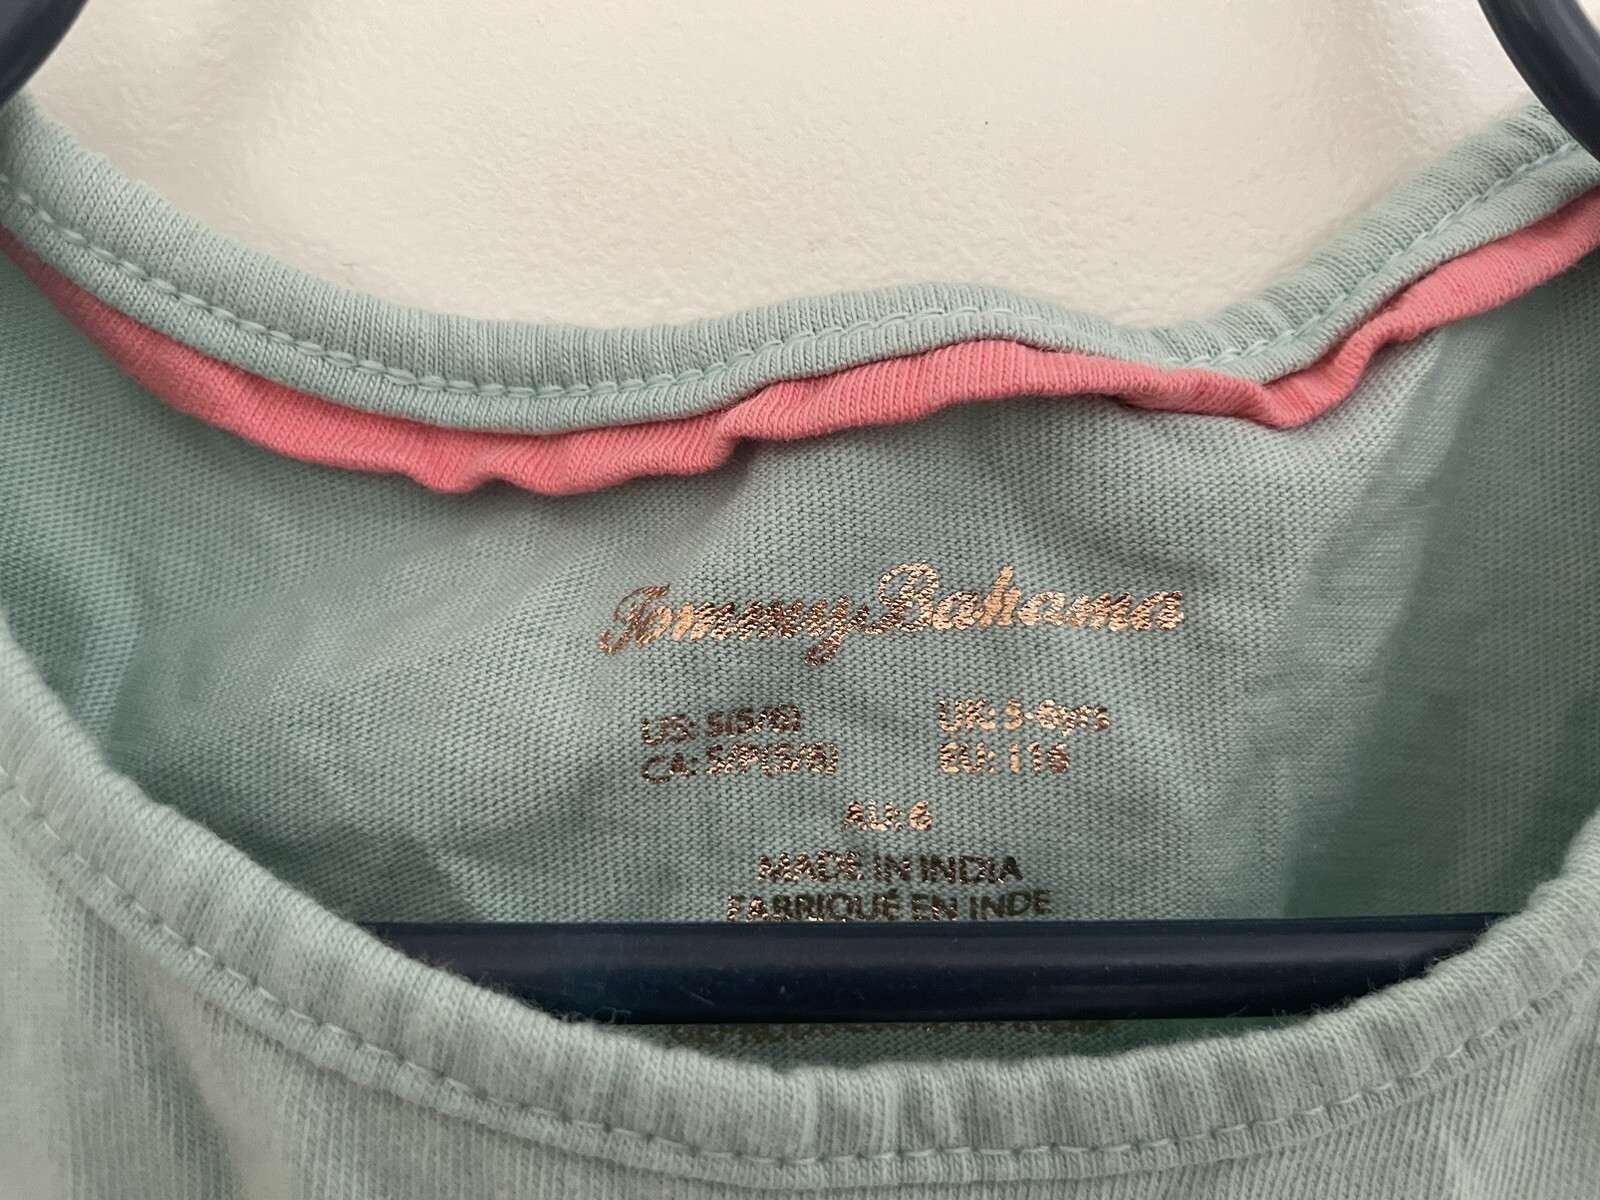 Tommy Bahama
US: S(5/6) UK: 5-6yrs
CA: S/P(5/6) EU: 116
AU: 6
MADE IN INDIA
FABRIQUÉ EN INDE